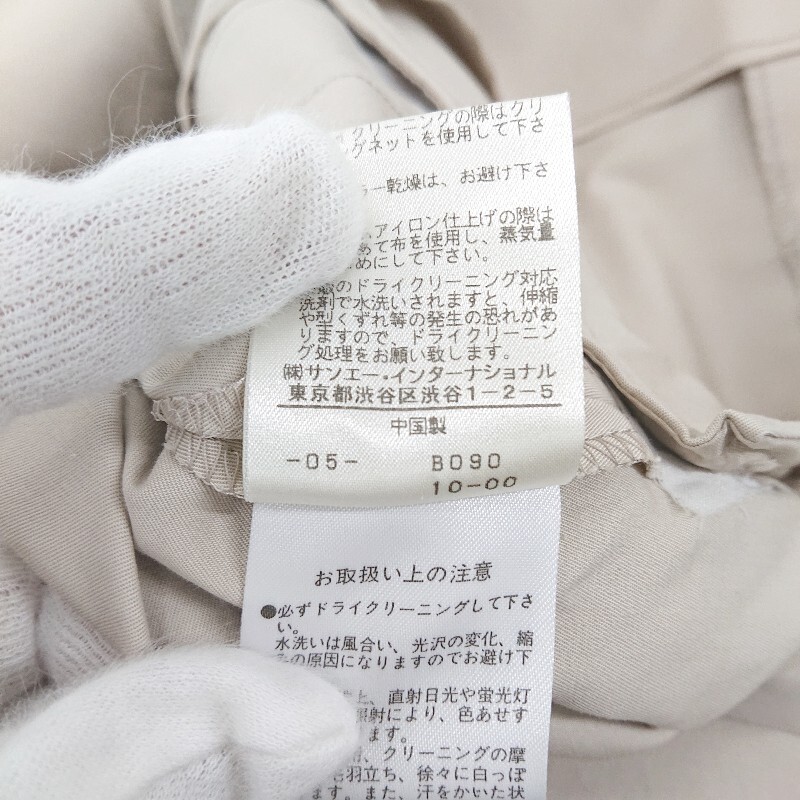 クリーニングの際はクリ
ングネットを使用して下さ
ー乾燥は、お避け下さ
アイロン仕上げの際は
あて布を使用し、蒸気量
めにして下さい。
のドライクリーニング対応
洗剤で水洗いされますと、伸縮
や型くずれ等の発生の恐れがあ
りますので、ドライクリーニン
グ処理をお願い致します。
㈱サンエー・インターナショナル
東京都渋谷区渋谷1-2-5
中国製
-05- B090
10-00
お取扱い上の注意
●必ずドライクリーニングして下さ
い。
水洗いは風合い、光沢の変化、縮
みの原因になりますのでお避け下
上、直射日光や蛍光灯
照射により、色あせす
ます。
、クリーニングの摩
毛羽立ち、徐々に白っぽ
ます。また、汗をかいた状